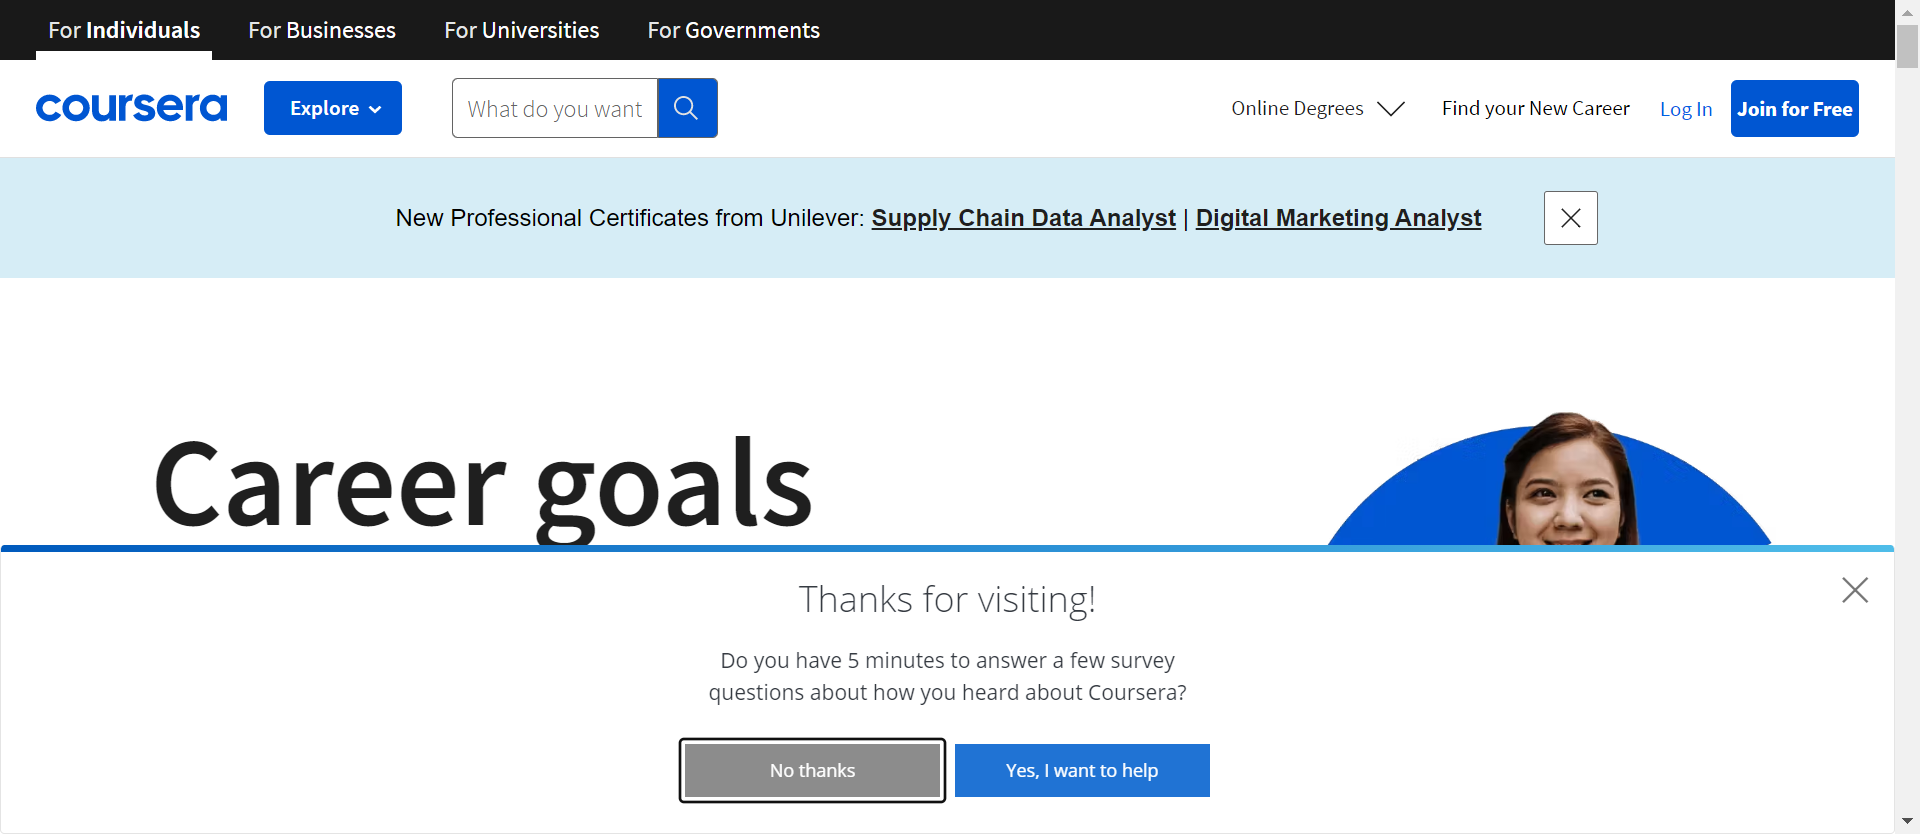 For Individuals
For Businesses
For Universities
For Governments
coursera
Explore
What do you want
Online Degrees
Find your New Career
Log In
Join for Free
New Professional Certificates from Unilever: Supply Chain Data Analyst | Digital Marketing Analyst
Career goals
Thanks for visiting!
Do you have 5 minutes to answer a few survey
questions about how you heard about Coursera?
No thanks
Yes, I want to help